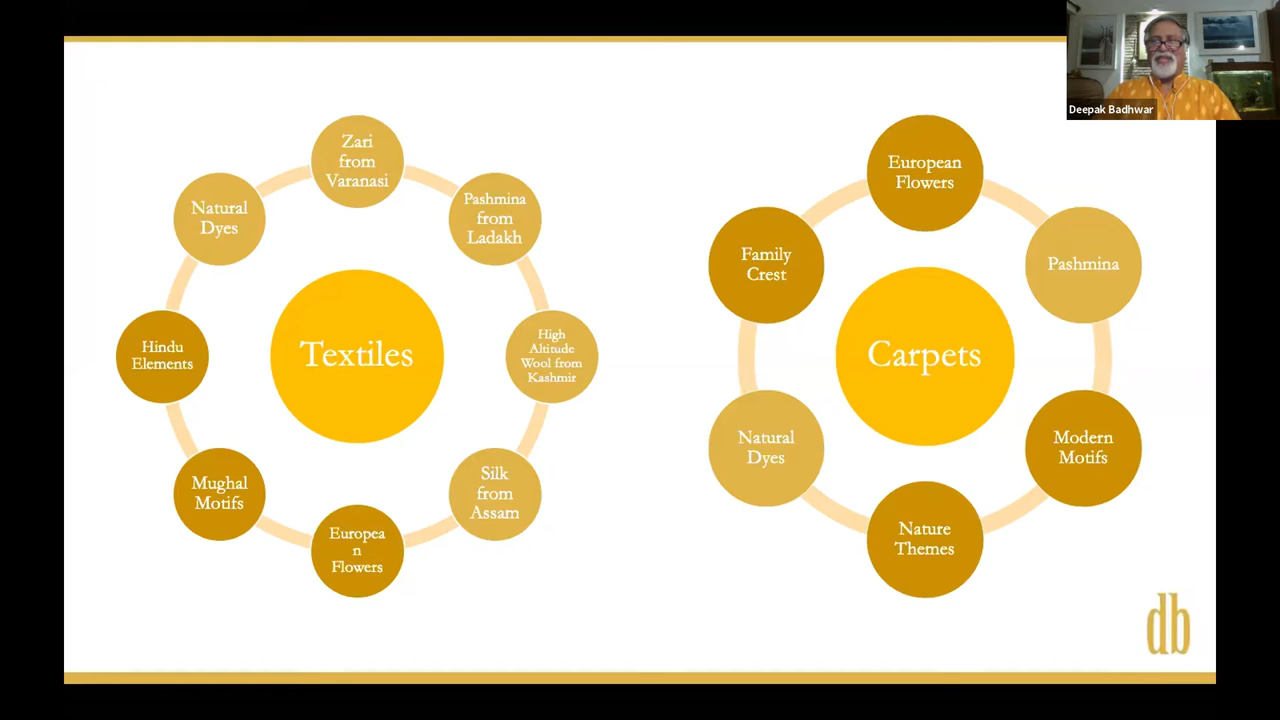 Deepak Badhwar
Textiles
Zari
from
Varanasi
Pashmina
from
Ladakh
High
Altitude
Wool from
Kashmir
Silk
from
Assam
Europea
n
Flowers
Mughal
Motifs
Hindu
Elements
Natural
Dyes
Carpets
European
Flowers
Pashmina
Modern
Motifs
Nature
Themes
Natural
Dyes
Family
Crest
db